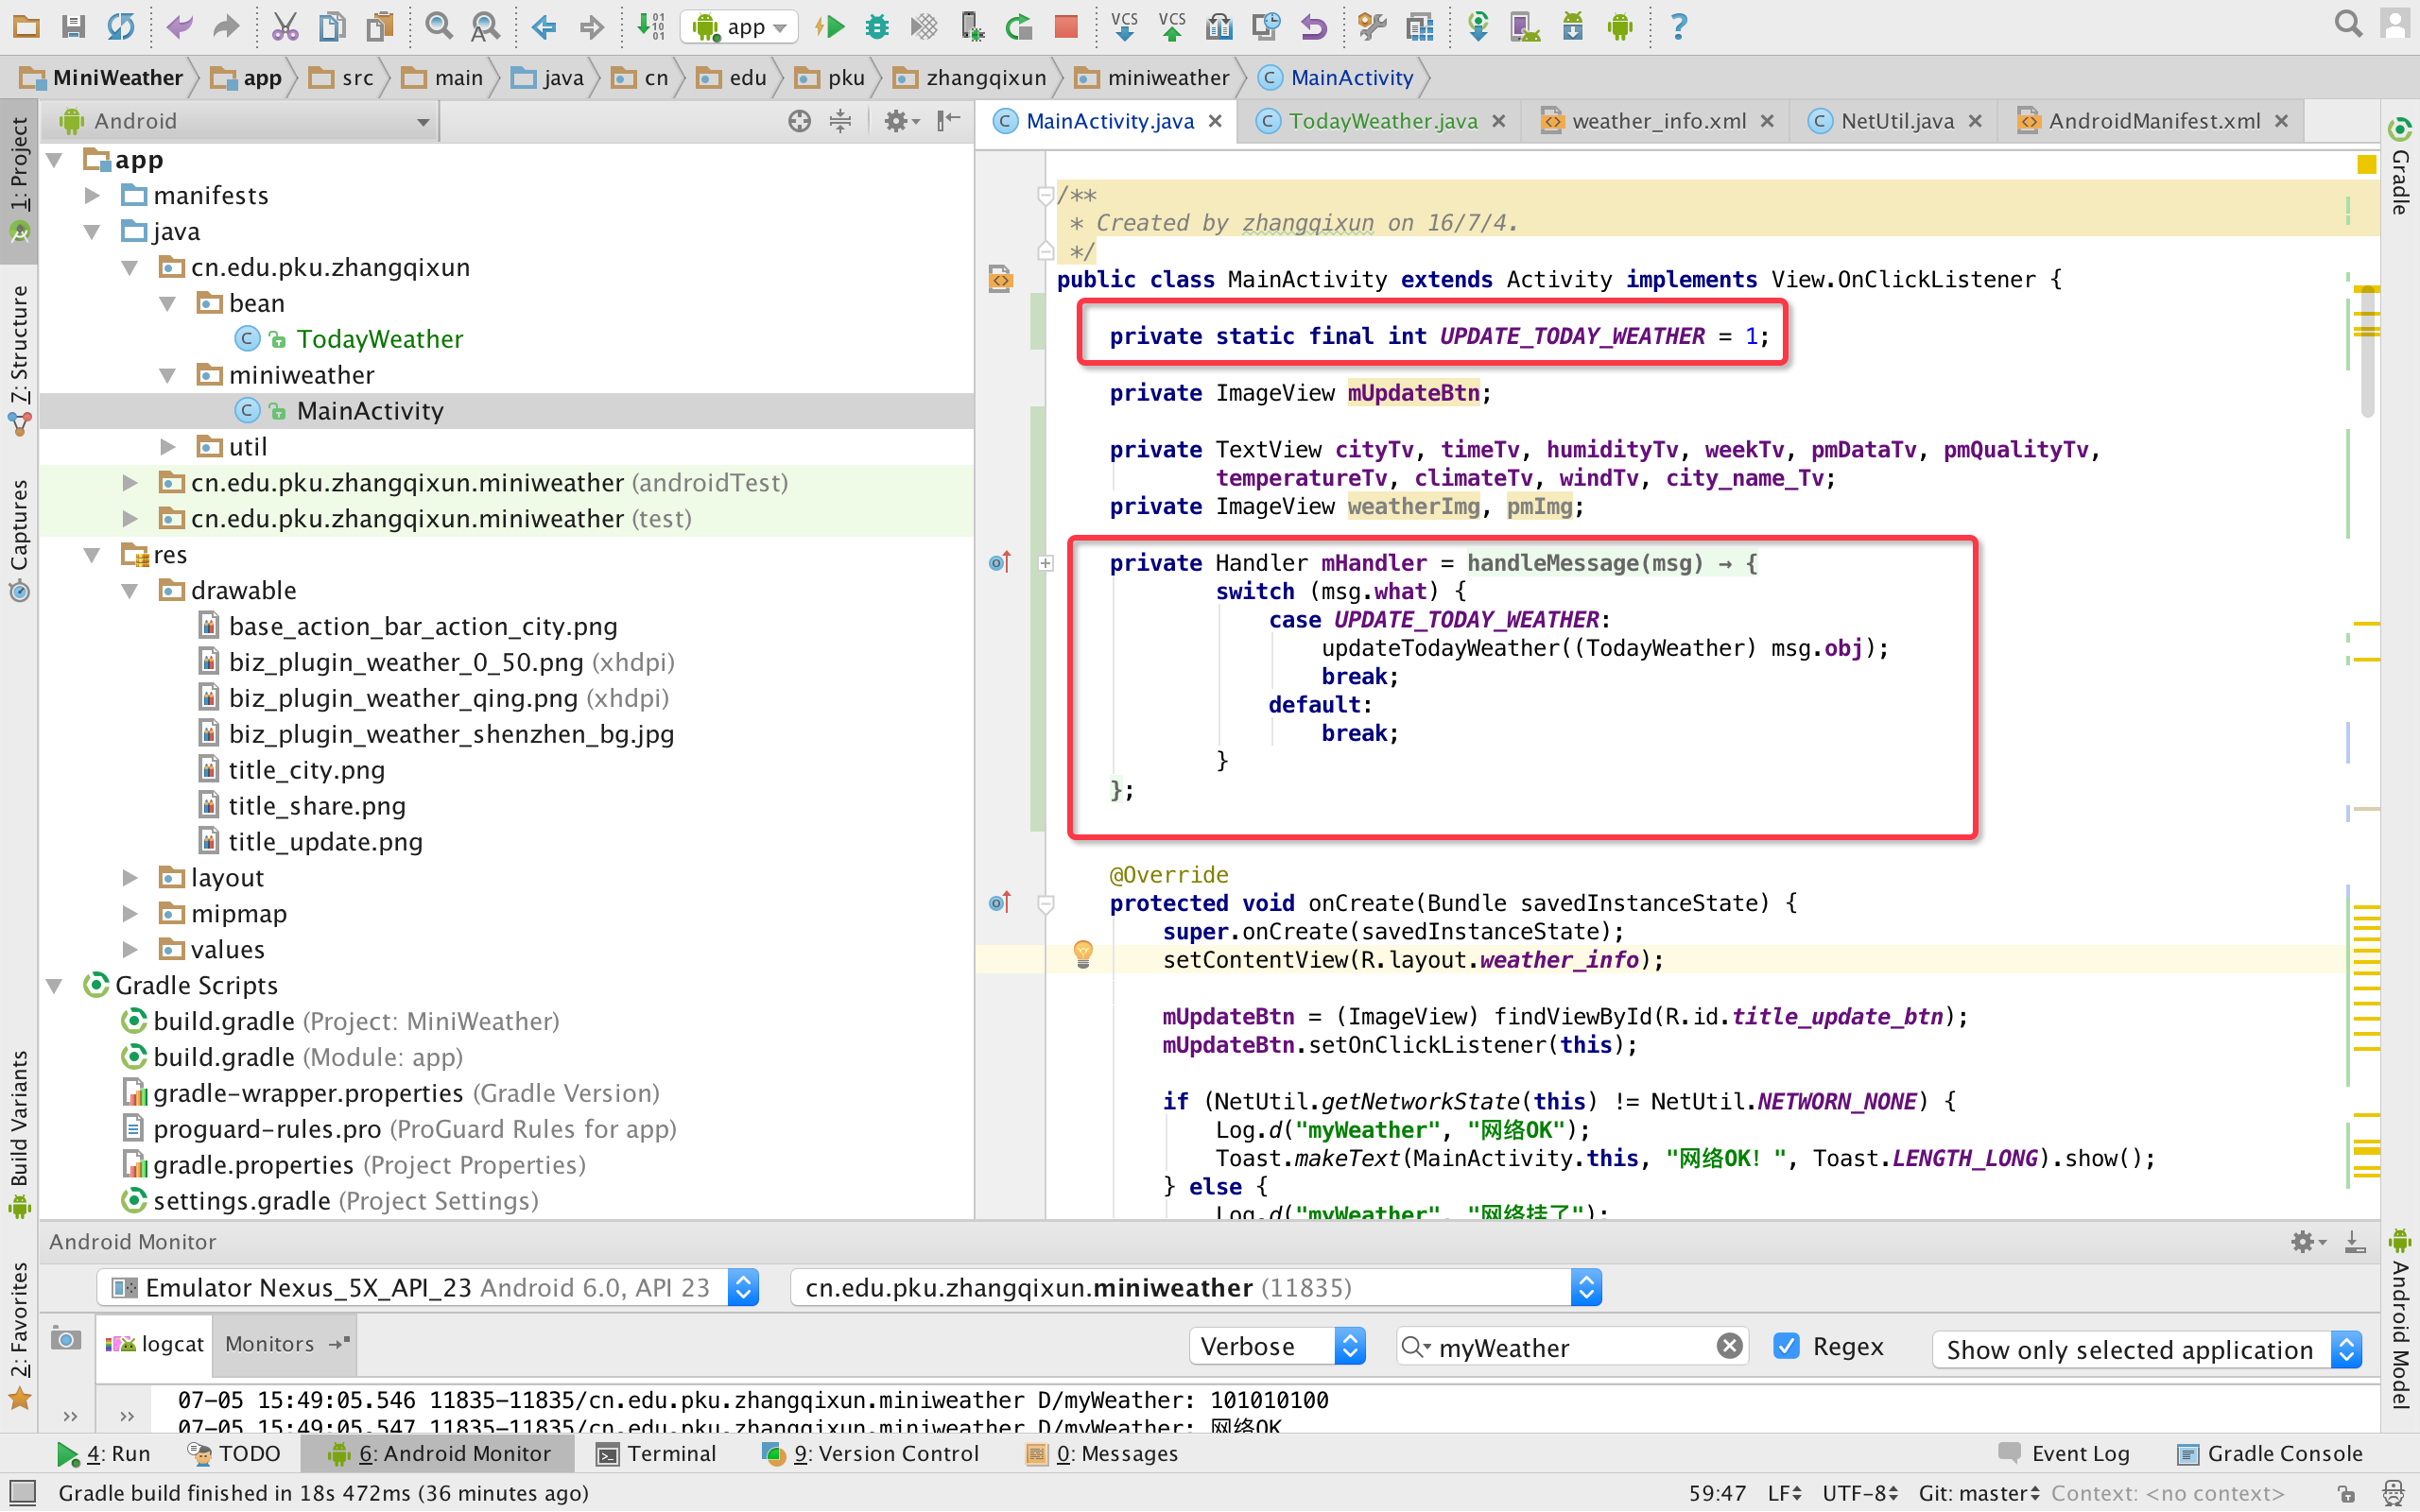 app
VCS VCS
MiniWeather app src main java cn edu pku zhangqixun miniweather MainActivity
Android
MainActivity.java TodayWeather.java weather_info.xml NetUtil.java AndroidManifest.xml
1: Project
Z: Structure
Captures
Build Variants
2: Favorites
app
manifests
java
cn.edu.pku.zhangqixun
bean
TodayWeather
miniweather
MainActivity
util
cn.edu.pku.zhangqixun.miniweather (androidTest)
cn.edu.pku.zhangqixun.miniweather (test)
res
drawable
base_action_bar_action_city.png
biz_plugin_weather_0_50.png (xhdpi)
biz_plugin_weather_qing.png (xhdpi)
biz_plugin_weather_shenzhen_bg.jpg
title_city.png
title_share.png
title_update.png
layout
mipmap
values
Gradle Scripts
build.gradle (Project: MiniWeather)
build.gradle (Module: app)
gradle-wrapper.properties (Gradle Version)
proguard-rules.pro (ProGuard Rules for app)
gradle.properties (Project Properties)
settings.gradle (Project Settings)
/**
* Created by zhangqixun on 16/7/4.
*/
public class MainActivity extends Activity implements View.OnClickListener {
private static final int UPDATE_TODAY_WEATHER = 1;
private ImageView mUpdateBtn;
private TextView cityTv, timeTv, humidityTv, weekTv, pmDataTv, pmQualityTv,
temperatureTv, climateTv, windTv, city_name_Tv;
private ImageView weatherImg, pmImg;
private Handler mHandler = handleMessage(msg) → {
switch (msg.what) {
case UPDATE_TODAY_WEATHER:
updateTodayWeather((TodayWeather) msg.obj);
break;
default:
break;
}
};
@Override
protected void onCreate(Bundle savedInstanceState) {
super.onCreate(savedInstanceState);
setContentView(R.layout.weather_info);
mUpdateBtn = (ImageView) findViewById(R.id.title_update_btn);
mUpdateBtn.setOnClickListener(this);
if (NetUtil.getNetworkState(this) != NetUtil.NETWORN_NONE) {
Log.d("myWeather", "网络OK");
Toast.makeText(MainActivity.this, "网络OK！", Toast.LENGTH_LONG).show();
} else {
Log.d("myWeather", "网络挂了");
Gradle
Android Model
Android Monitor
Emulator Nexus_5X_API_23 Android 6.0, API 23 cn.edu.pku.zhangqixun.miniweather (11835)
logcat Monitors Verbose myWeather Regex Show only selected application
07-05 15:49:05.546 11835-11835/cn.edu.pku.zhangqixun.miniweather D/myWeather: 101010100
07-05 15:49:05.547 11835-11835/cn.edu.pku.zhangqixun.miniweather D/myWeather: 网络OK
4: Run TODO 6: Android Monitor Terminal 9: Version Control 0: Messages Event Log Gradle Console
Gradle build finished in 18s 472ms (36 minutes ago) 59:47 LF UTF-8 Git: master Context: <no context>